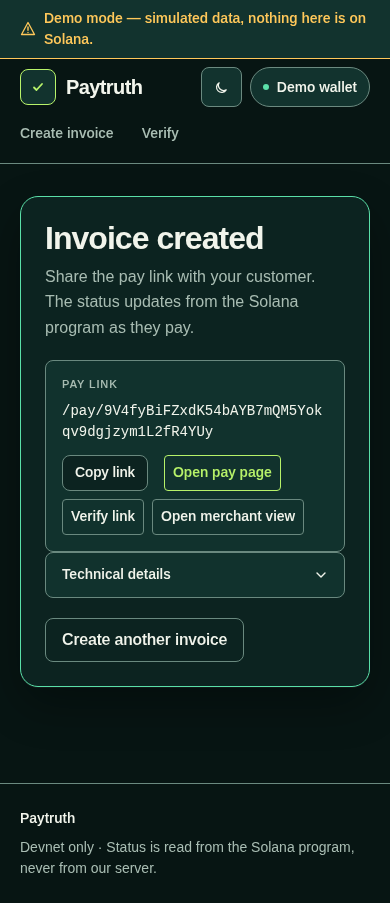 Demo mode — simulated data, nothing here is on
Solana.
Paytruth
Demo wallet
Create invoice
Verify
Invoice created
Share the pay link with your customer.
The status updates from the Solana
program as they pay.
PAY LINK
/pay/9V4fyBiFZxdK54bAYB7mQM5Yok
qv9dgjzym1L2fR4YUy
Copy link
Open pay page
Verify link
Open merchant view
Technical details
Create another invoice
Paytruth
Devnet only · Status is read from the Solana program,
never from our server.